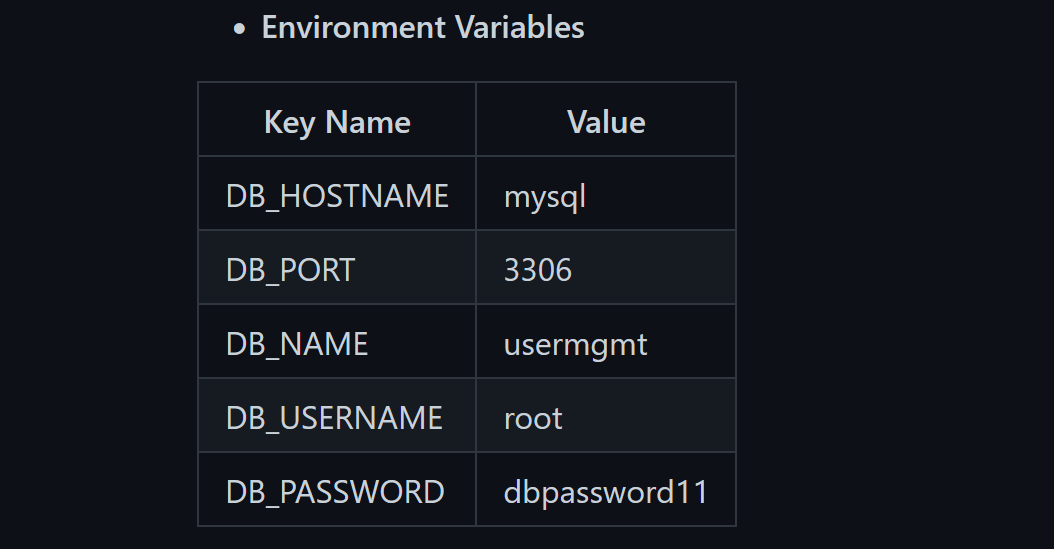 Environment Variables
Key Name Value
DB_HOSTNAME mysql
DB_PORT 3306
DB_NAME usermgmt
DB_USERNAME root
DB_PASSWORD dbpassword11